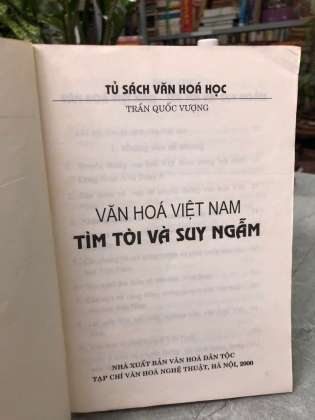 TỦ SÁCH VĂN HOÁ HỌC
TRẦN QUỐC VƯỢNG
VĂN HOÁ VIỆT NAM
TÌM TÒI VÀ SUY NGẪM
NHÀ XUẤT BẢN VĂN HOÁ DÂN TỘC
TẠP CHÍ VĂN HOÁ NGHỆ THUẬT, HÀ NỘI, 2000